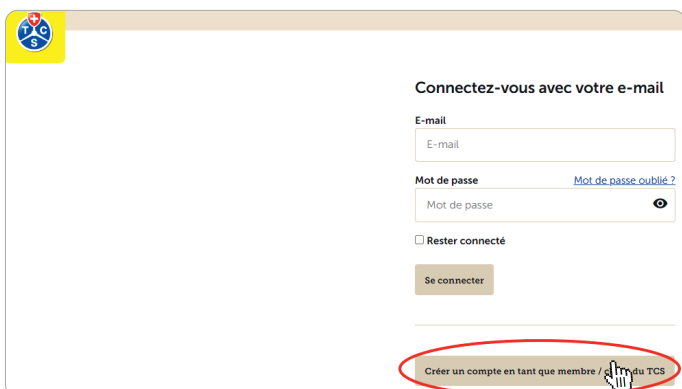 TCS
Connectez-vous avec votre e-mail
E-mail
E-mail
Mot de passe Mot de passe oublié ?
Mot de passe
Rester connecté
Se connecter
Créer un compte en tant que membre / du TCS